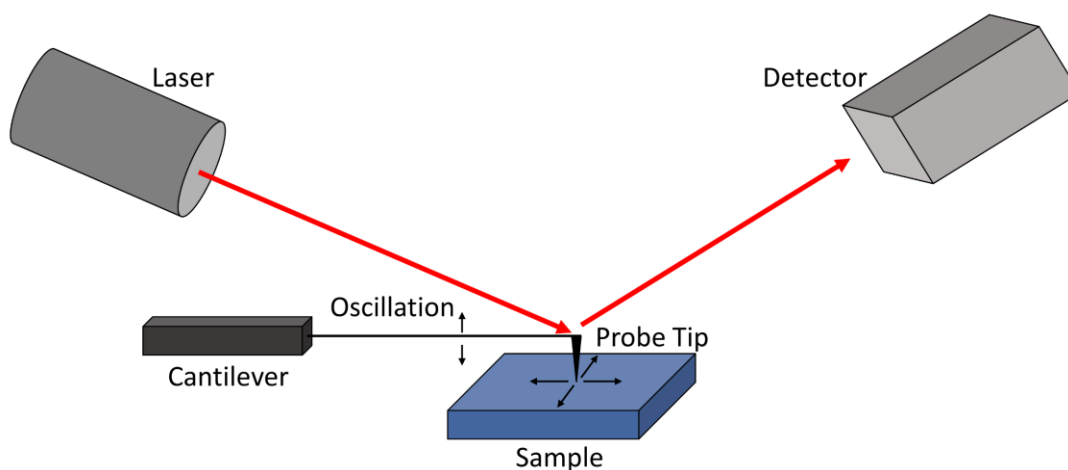 Laser
Detector
Oscillation
Probe Tip
Cantilever
Sample